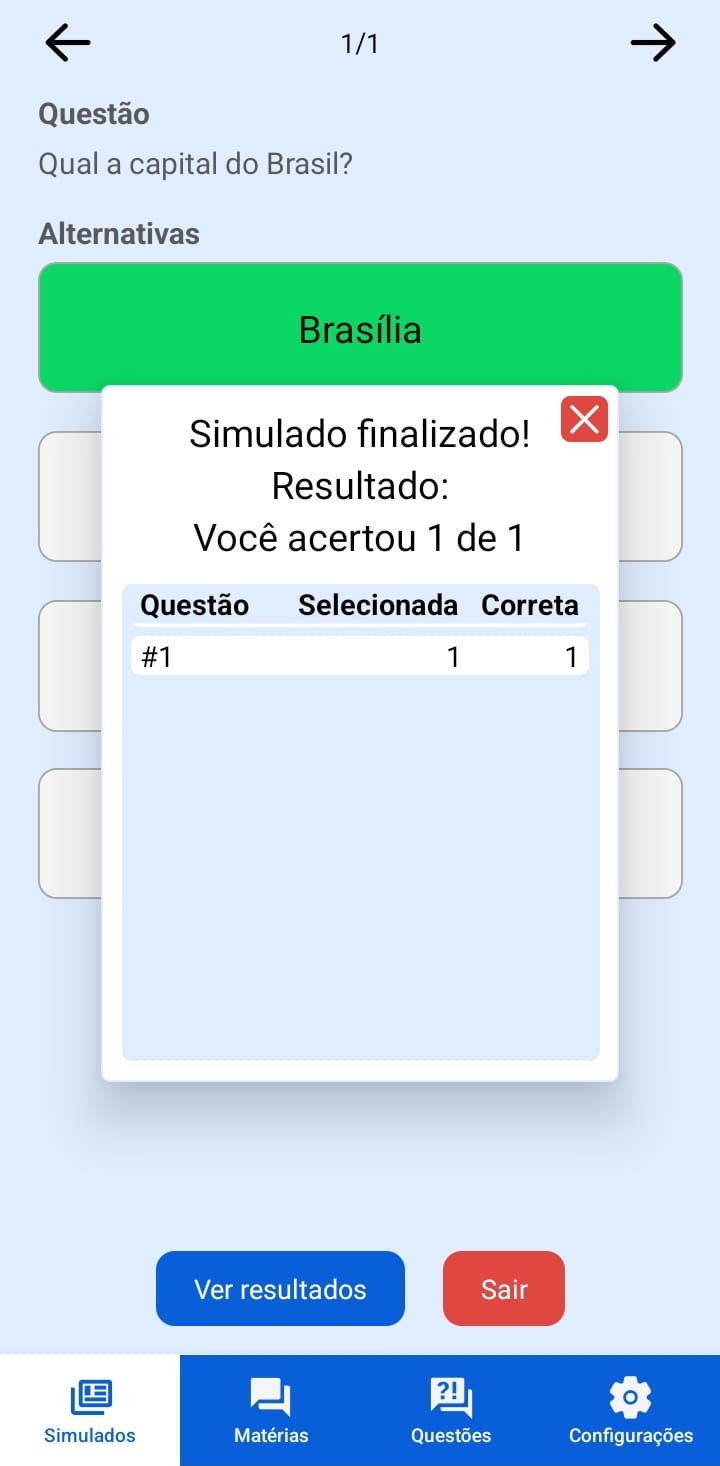 1/1
Questão
Qual a capital do Brasil?
Alternativas
Brasília
Simulado finalizado!
Resultado:
Você acertou 1 de 1
Questão Selecionada Correta
#1 1 1
Ver resultados Sair
?!
Simulados Matérias Questões Configurações